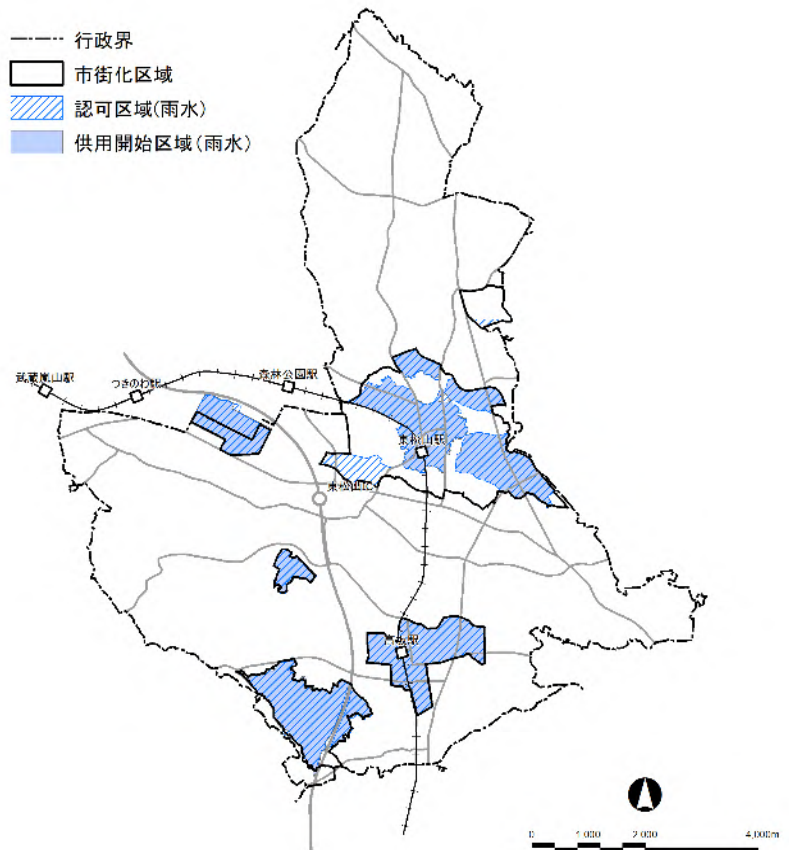 行政界
市街化区域
認可区域(雨水)
供用開始区域(雨水)
武蔵嵐山駅
つきのわ駅
森林公園駅
東松山駅
東松山IC
高坂駅
0 1,000 2,000 4,000m